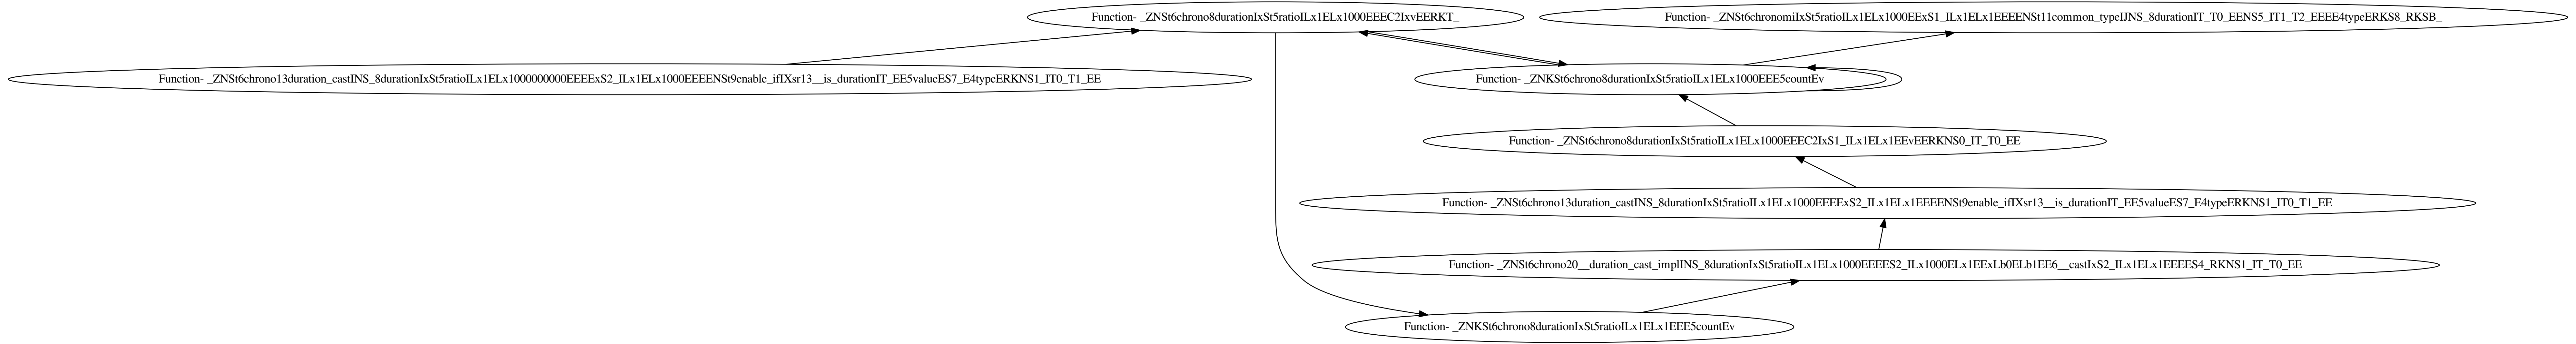 Function- _ZNSt6chrono8durationIxSt5ratioILx1ELx1000EEEC2IxvEERKT_
Function- _ZNSt6chronomiIxSt5ratioILx1ELx1000EExS1_ILx1ELx1EEEENSt11common_typeIJNS_8durationIT_T0_EENS5_IT1_T2_EEEE4typeERKS8_RKSB_
Function- _ZNSt6chrono13duration_castINS_8durationIxSt5ratioILx1ELx1000000000EEEExS2_ILx1ELx1000EEEENSt9enable_ifIXsr13__is_durationIT_EE5valueES7_E4typeERKNS1_IT0_T1_EE
Function- _ZNKSt6chrono8durationIxSt5ratioILx1ELx1000EEE5countEv
Function- _ZNSt6chrono8durationIxSt5ratioILx1ELx1000EEEC2IxS1_ILx1ELx1EEvEERKNS0_IT_T0_EE
Function- _ZNSt6chrono13duration_castINS_8durationIxSt5ratioILx1ELx1000EEEExS2_ILx1ELx1EEEENSt9enable_ifIXsr13__is_durationIT_EE5valueES7_E4typeERKNS1_IT0_T1_EE
Function- _ZNSt6chrono20__duration_cast_implINS_8durationIxSt5ratioILx1ELx1000EEEES2_ILx1000ELx1EExLb0ELb1EE6__castIxS2_ILx1ELx1EEEES4_RKNS1_IT_T0_EE
Function- _ZNKSt6chrono8durationIxSt5ratioILx1ELx1EEE5countEv